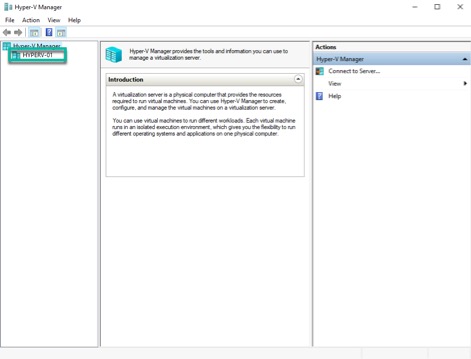 Hyper-V Manager
File Action View Help
Hyper-V Manager
HYPERV-01
Hyper-V Manager provides the tools and information you can use to
manage a virtualization server.
Introduction
A virtualization server is a physical computer that provides the resources
required to run virtual machines. You can use Hyper-V Manager to create,
configure, and manage the virtual machines on a virtualization server.
You can use virtual machines to run different workloads. Each virtual machine
runs in an isolated execution environment, which gives you the flexibility to run
different operating systems and applications on one physical computer.
Actions
Hyper-V Manager
Connect to Server...
View
Help